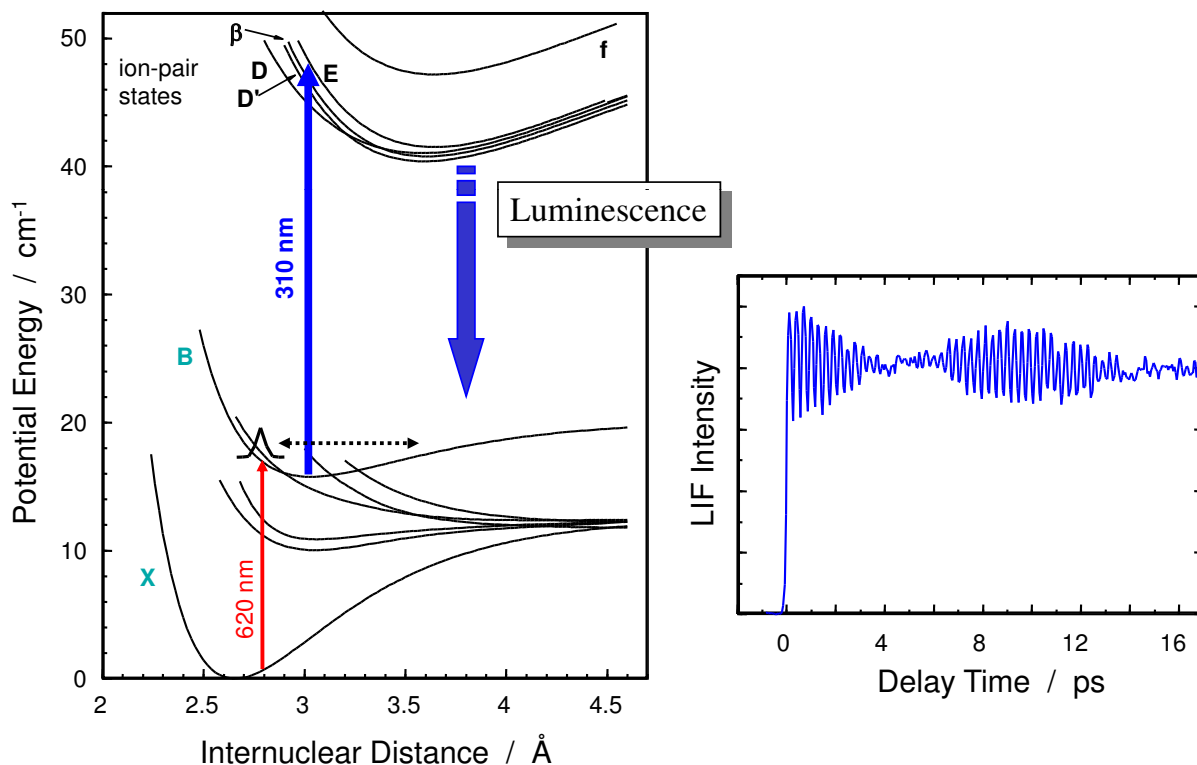 50
40
30
20
10
0
2
2.5
3
3.5
4
4.5
Potential Energy / cm⁻¹
Internuclear Distance / Å
ion-pair
states
β
D
D'
E
f
310 nm
Luminescence
B
X
620 nm
LIF Intensity
0
4
8
12
16
Delay Time / ps